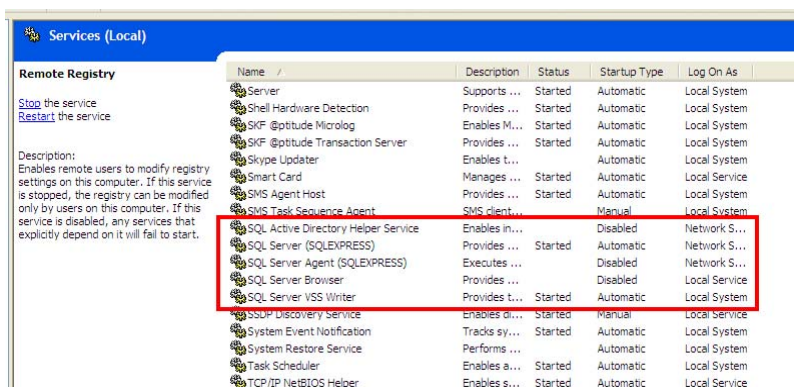 Services (Local)
Remote Registry
Stop the service
Restart the service
Description:
Enables remote users to modify registry
settings on this computer. If this service
is stopped, the registry can be modified
only by users on this computer. If this
service is disabled, any services that
explicitly depend on it will fail to start.
Name Description Status Startup Type Log On As
Server Supports ... Started Automatic Local System
Shell Hardware Detection Provides ... Started Automatic Local System
SKF @ptitude Microlog Enables M... Started Automatic Local System
SKF @ptitude Transaction Server Provides ... Started Automatic Local System
Skype Updater Enables t... Automatic Local System
Smart Card Manages ... Started Automatic Local Service
SMS Agent Host Provides ... Started Automatic Local System
SMS Task Sequence Agent SMS client... Manual Local System
SQL Active Directory Helper Service Enables in... Disabled Network S...
SQL Server (SQLEXPRESS) Provides ... Started Automatic Network S...
SQL Server Agent (SQLEXPRESS) Executes ... Disabled Network S...
SQL Server Browser Provides ... Disabled Local Service
SQL Server VSS Writer Provides t... Started Automatic Local System
SSDP Discovery Service Enables di... Started Manual Local Service
System Event Notification Tracks sy... Started Automatic Local System
System Restore Service Performs ... Automatic Local System
Task Scheduler Enables a... Started Automatic Local System
TCP/IP NetBIOS Helper Enables s... Started Automatic Local Service